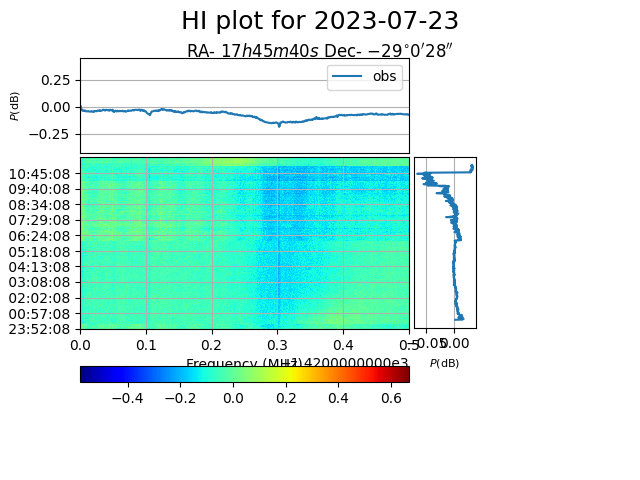 HI plot for 2023-07-23
RA- 17h45m40s Dec- −29°0′28″
0.25
0.00
−0.25
P(dB)
obs
10:45:08
09:40:08
08:34:08
07:29:08
06:24:08
05:18:08
04:13:08
03:08:08
02:02:08
00:57:08
23:52:08
0.0 0.1 0.2 0.3 0.4 0.5
Frequency (MHz)
+1.4200000000e3
−0.05 0.00
P(dB)
−0.4 −0.2 0.0 0.2 0.4 0.6